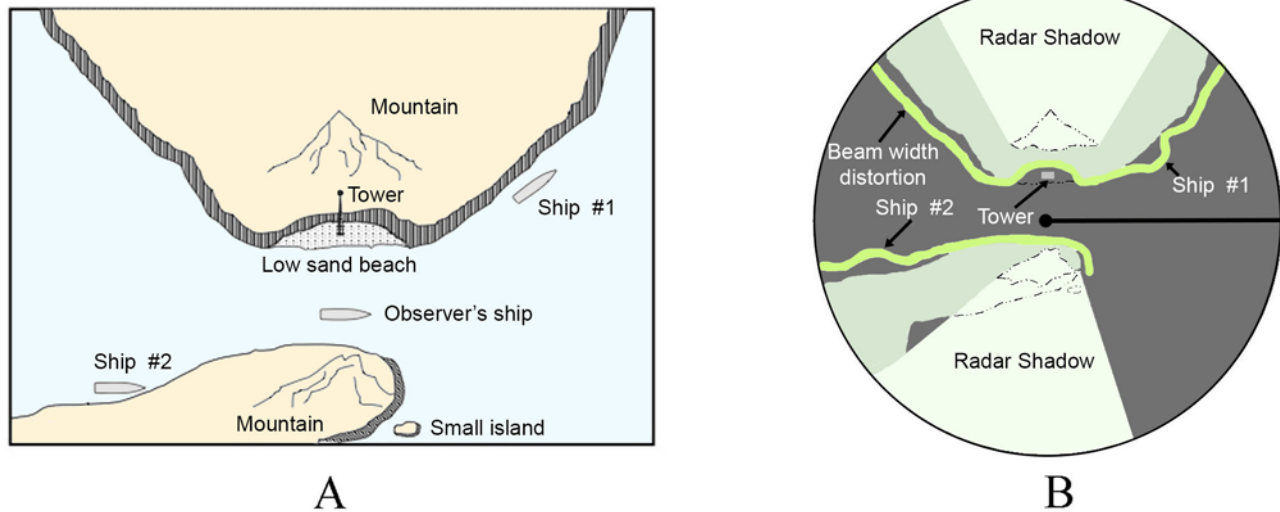 Mountain
Tower
Ship #1
Low sand beach
Observer's ship
Ship #2
Mountain
Small island
A
Radar Shadow
Beam width
distortion
Ship #1
Ship #2
Tower
Radar Shadow
B